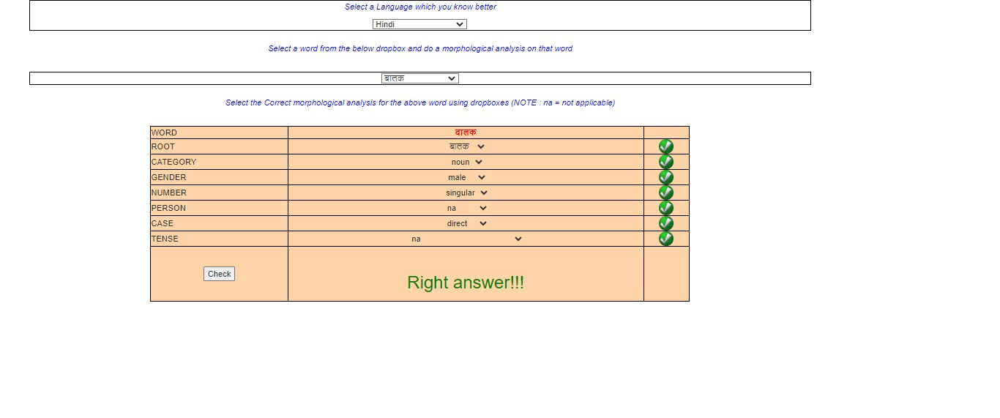 Select a Language which you know better
Hindi
Select a word from the below dropbox and do a morphological analysis on that word
बालक
Select the Correct morphological analysis for the above word using dropboxes (NOTE : na = not applicable)
WORD बालक
ROOT बालक
CATEGORY noun
GENDER male
NUMBER singular
PERSON na
CASE direct
TENSE na
Check
Right answer!!!